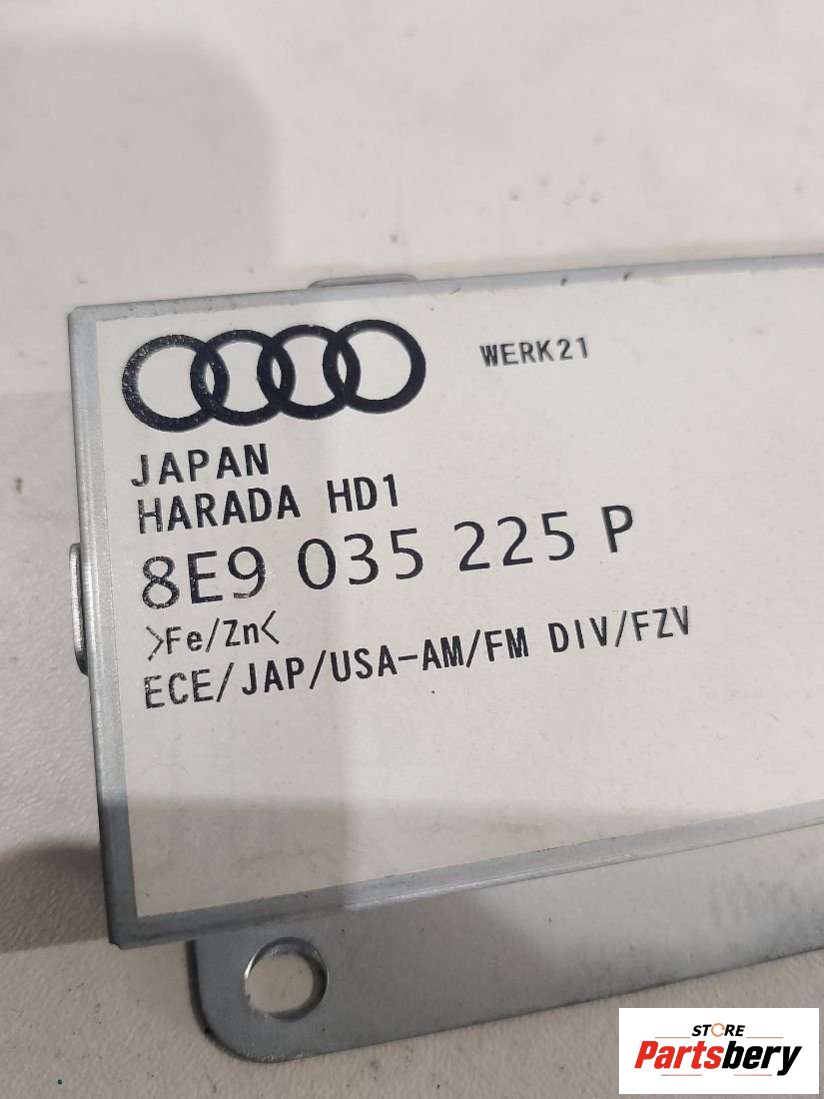 WERK21
JAPAN
HARADA HD1
8E9 035 225 P
>Fe/Zn<
ECE/JAP/USA-AM/FM DIV/FZV
STORE
Partsbery